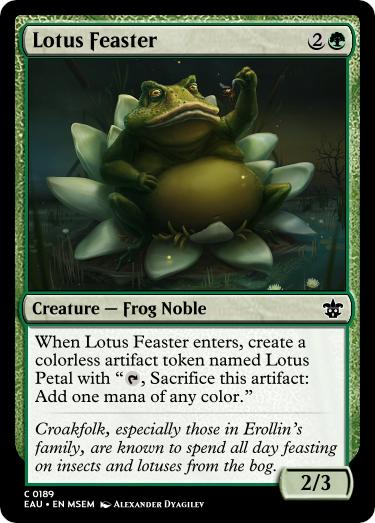 Lotus Feaster 2
Creature — Frog Noble
When Lotus Feaster enters, create a
colorless artifact token named Lotus
Petal with “, Sacrifice this artifact:
Add one mana of any color.”
Croakfolk, especially those in Erollin’s
family, are known to spend all day feasting
on insects and lotuses from the bog.
2/3
C 0189
EAU • EN MSEM Alexander Dyagilev